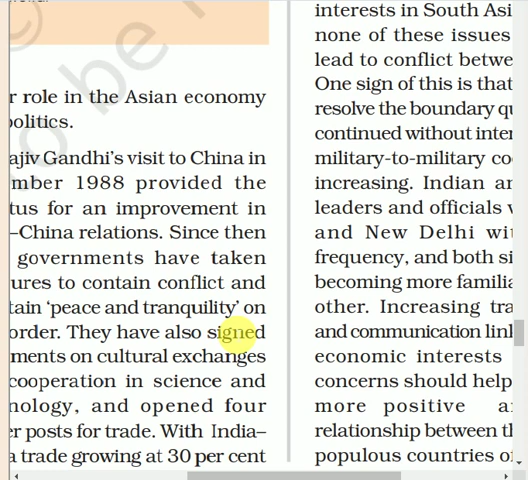 r role in the Asian economy
politics.
ajiv Gandhi's visit to China in
mber 1988 provided the
tus for an improvement in
–China relations. Since then
governments have taken
ures to contain conflict and
tain 'peace and tranquility' on
order. They have also signed
ments on cultural exchanges
cooperation in science and
nology, and opened four
er posts for trade. With India–
a trade growing at 30 per cent
interests in South Asi
none of these issues
lead to conflict betwe
One sign of this is that
resolve the boundary qu
continued without inter
military-to-military co
increasing. Indian an
leaders and officials v
and New Delhi wit
frequency, and both si
becoming more familia
other. Increasing tra
and communication link
economic interests
concerns should help
more positive a
relationship between th
populous countries of